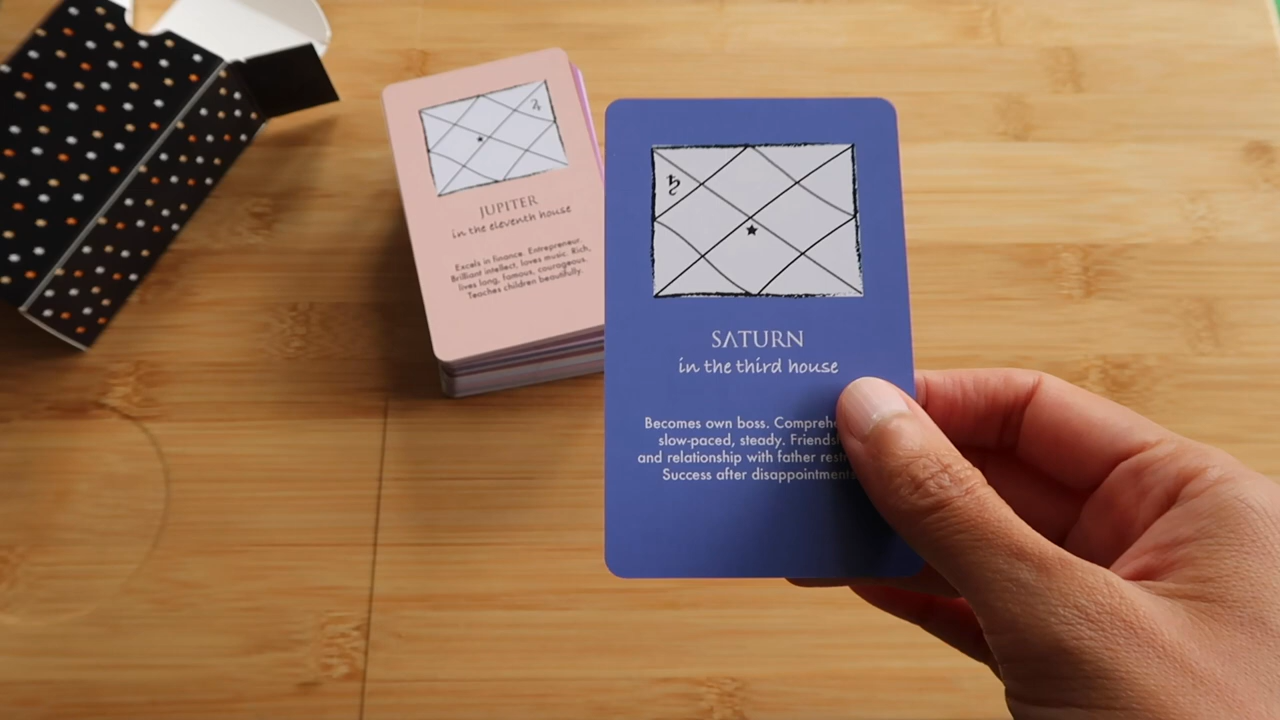 JUPITER
in the eleventh house
Excels in finance. Entrepreneur.
Brilliant intellect, loves music. Rich,
lives long, famous, courageous.
Teaches children beautifully.
SATURN
in the third house
Becomes own boss.
slow-paced, steady.
and relationship with father
Success after disappointment